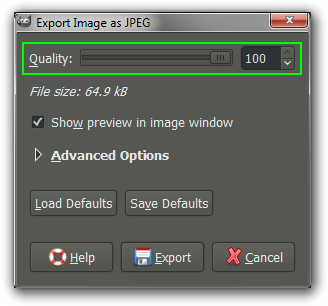 Export Image as JPEG
Quality: 100
File size: 64.9 kB
Show preview in image window
Advanced Options
Load Defaults Save Defaults
Help Export Cancel